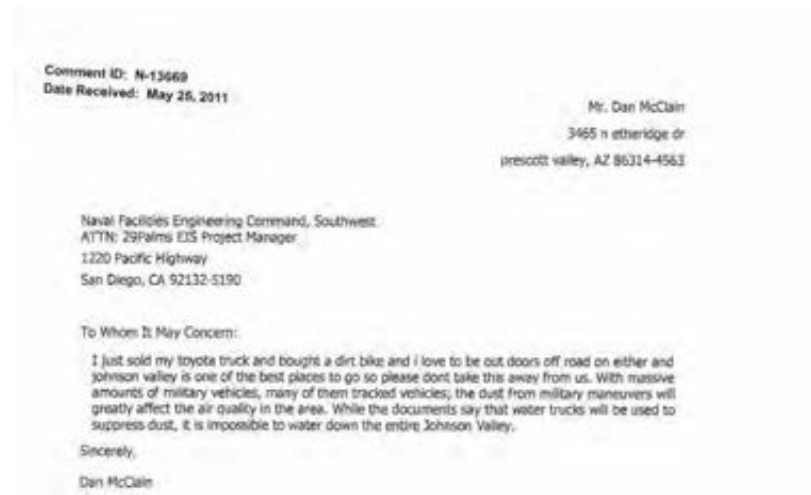 Comment ID: N-13669
Date Received: May 25, 2011
Mr. Dan McClain
3465 n etheridge dr
prescott valley, AZ 86314-4563
Naval Facilities Engineering Command, Southwest
ATTN: 29Palms EIS Project Manager
1220 Pacific Highway
San Diego, CA 92132-5190
To Whom It May Concern:
I just sold my toyota truck and bought a dirt bike and i love to be out doors off road on either and
johnson valley is one of the best places to go so please dont take this away from us. With massive
amounts of military vehicles, many of them tracked vehicles; the dust from military maneuvers will
greatly affect the air quality in the area. While the documents say that water trucks will be used to
suppress dust, it is impossible to water down the entire Johnson Valley.
Sincerely,
Dan McClain